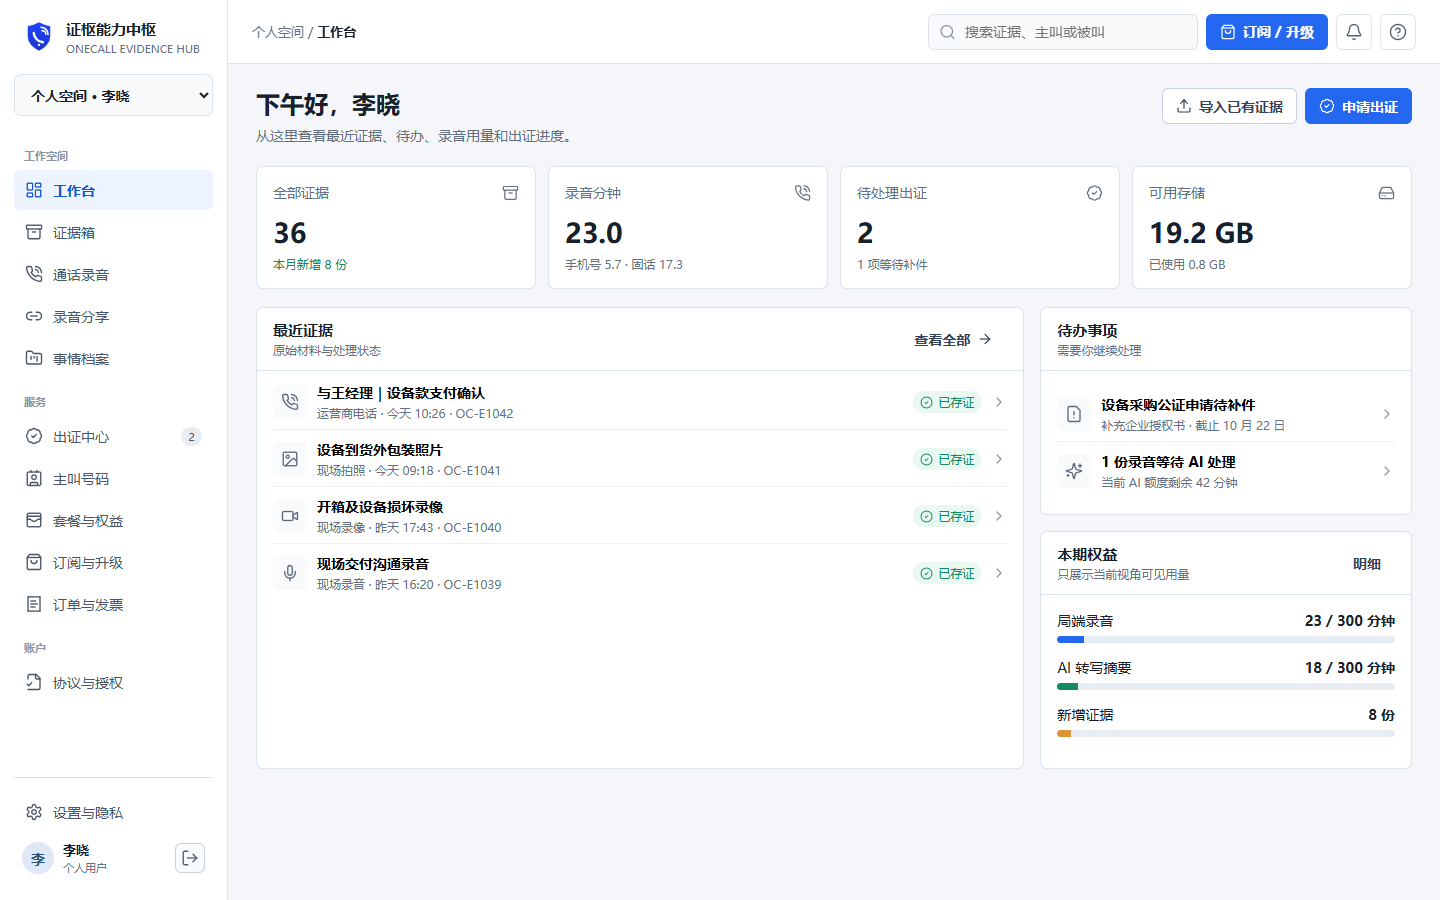 证枢能力中枢
ONECALL EVIDENCE HUB
个人空间 • 李晓
工作空间
工作台
证据箱
通话录音
录音分享
事情档案
服务
出证中心 2
主叫号码
套餐与权益
订阅与升级
订单与发票
账户
协议与授权
设置与隐私
李
李晓
个人用户
个人空间 / 工作台
搜索证据、主叫或被叫
订阅 / 升级
下午好，李晓
从这里查看最近证据、待办、录音用量和出证进度。
导入已有证据
申请出证
全部证据
36
本月新增 8 份
录音分钟
23.0
手机号 5.7 · 固话 17.3
待处理出证
2
1 项等待补件
可用存储
19.2 GB
已使用 0.8 GB
最近证据
原始材料与处理状态
查看全部
与王经理｜设备款支付确认
运营商电话 · 今天 10:26 · OC-E1042
已存证
设备到货外包装照片
现场拍照 · 今天 09:18 · OC-E1041
已存证
开箱及设备损坏录像
现场录像 · 昨天 17:43 · OC-E1040
已存证
现场交付沟通录音
现场录音 · 昨天 16:20 · OC-E1039
已存证
待办事项
需要你继续处理
设备采购公证申请待补件
补充企业授权书 · 截止 10 月 22 日
1 份录音等待 AI 处理
当前 AI 额度剩余 42 分钟
本期权益
只展示当前视角可见用量
明细
局端录音 23 / 300 分钟
AI 转写摘要 18 / 300 分钟
新增证据 8 份